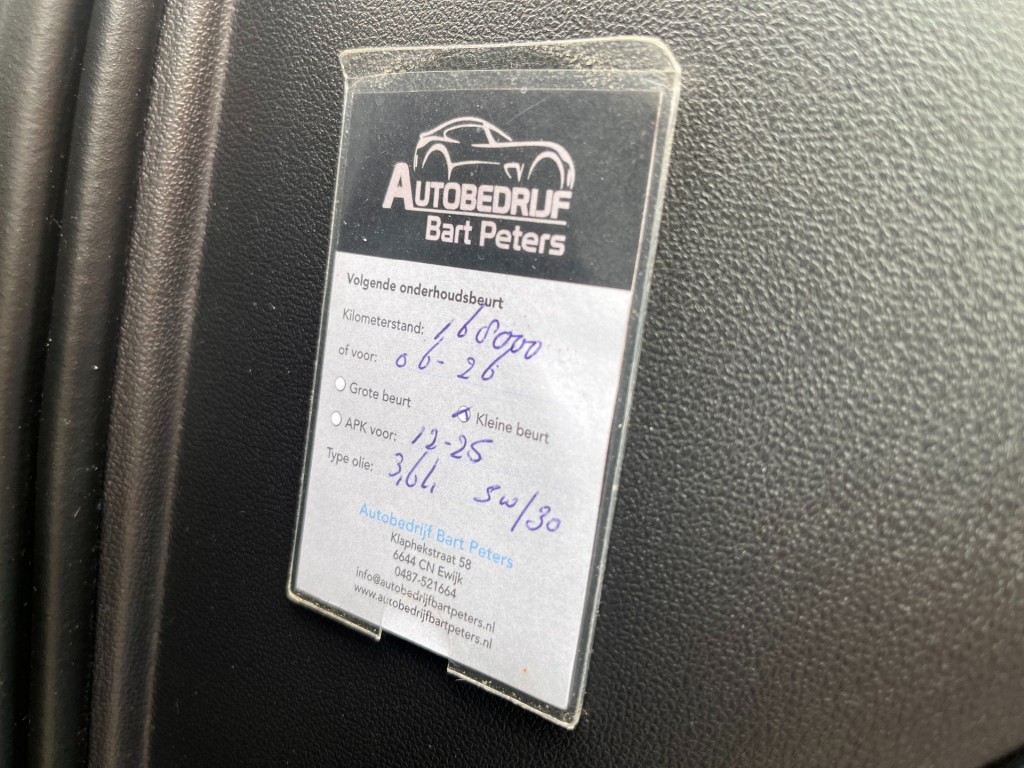 AUTOBEDRIJF
Bart Peters
Volgende onderhoudsbeurt
Kilometerstand: 168000
of voor: 06-26
Grote beurt Kleine beurt
APK voor: 12-25
Type olie: 3,6L, 5w/30
Autobedrijf Bart Peters
Klaphekstraat 58
6644 CN Ewijk
0487-521664
info@autobedrijfbartpeters.nl
www.autobedrijfbartpeters.nl